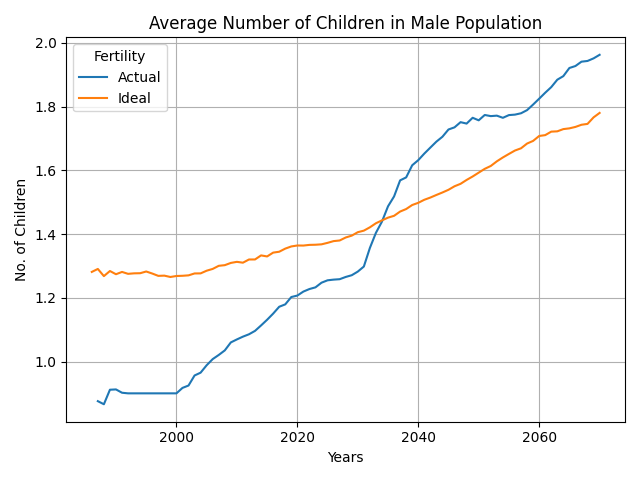 Average Number of Children in Male Population
Fertility
Actual
Ideal
No. of Children
2.0
1.8
1.6
1.4
1.2
1.0
2000
2020
2040
2060
Years